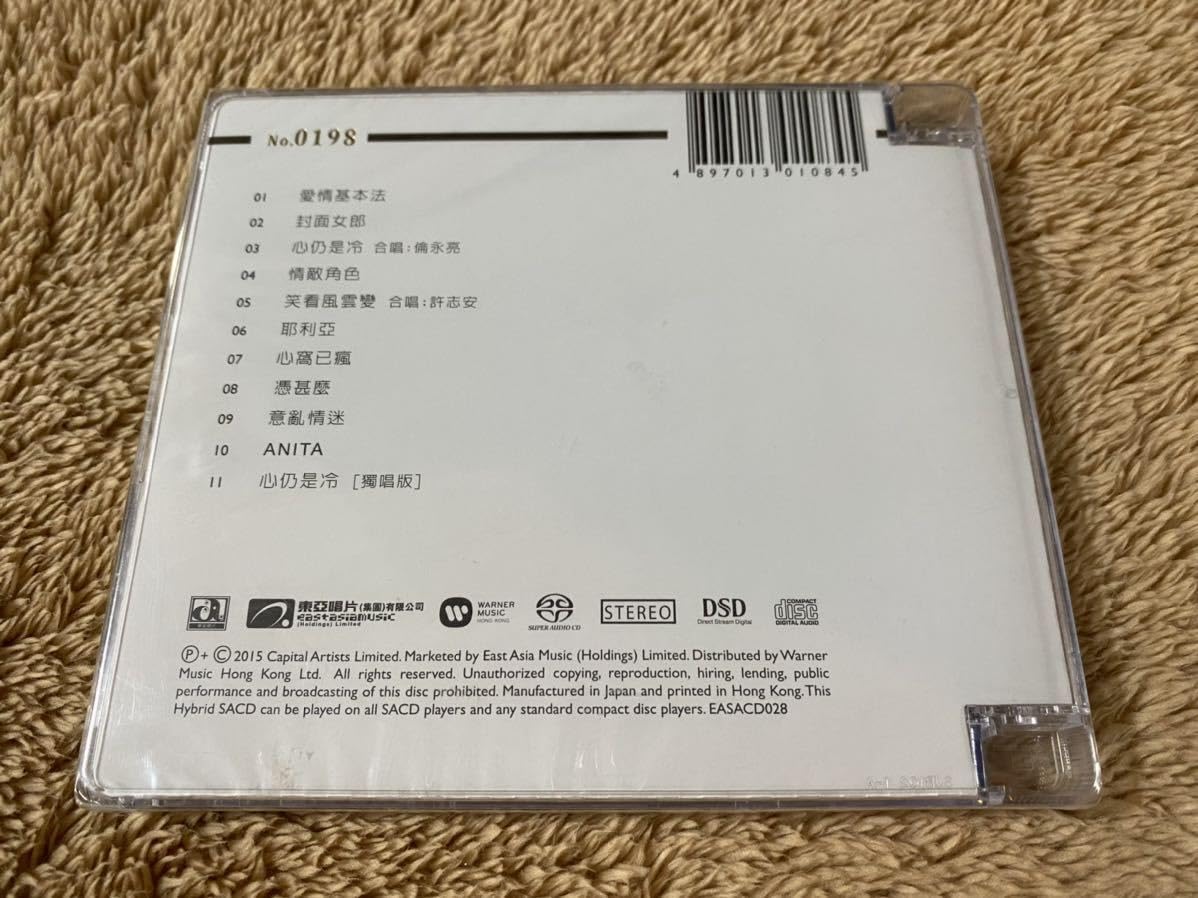 No.0198
4 897013 010845
01 愛情基本法
02 封面女郎
03 心仍是冷 合唱:倫永亮
04 情敵角色
05 笑看風雲變 合唱:許志安
06 耶利亞
07 心窩已瘋
08 憑甚麼
09 意亂情迷
10 ANITA
11 心仍是冷 [獨唱版]
東亞唱片(集團)有限公司
eastasiamusic
(Holdings) Limited
WARNER
MUSIC
HONG KONG
SUPER AUDIO CD
STEREO
DSD
Direct Stream Digital
COMPACT
disc
DIGITAL AUDIO
Ⓟ + © 2015 Capital Artists Limited. Marketed by East Asia Music (Holdings) Limited. Distributed by Warner
Music Hong Kong Ltd. All rights reserved. Unauthorized copying, reproduction, hiring, lending, public
performance and broadcasting of this disc prohibited. Manufactured in Japan and printed in Hong Kong. This
Hybrid SACD can be played on all SACD players and any standard compact disc players. EASACD028